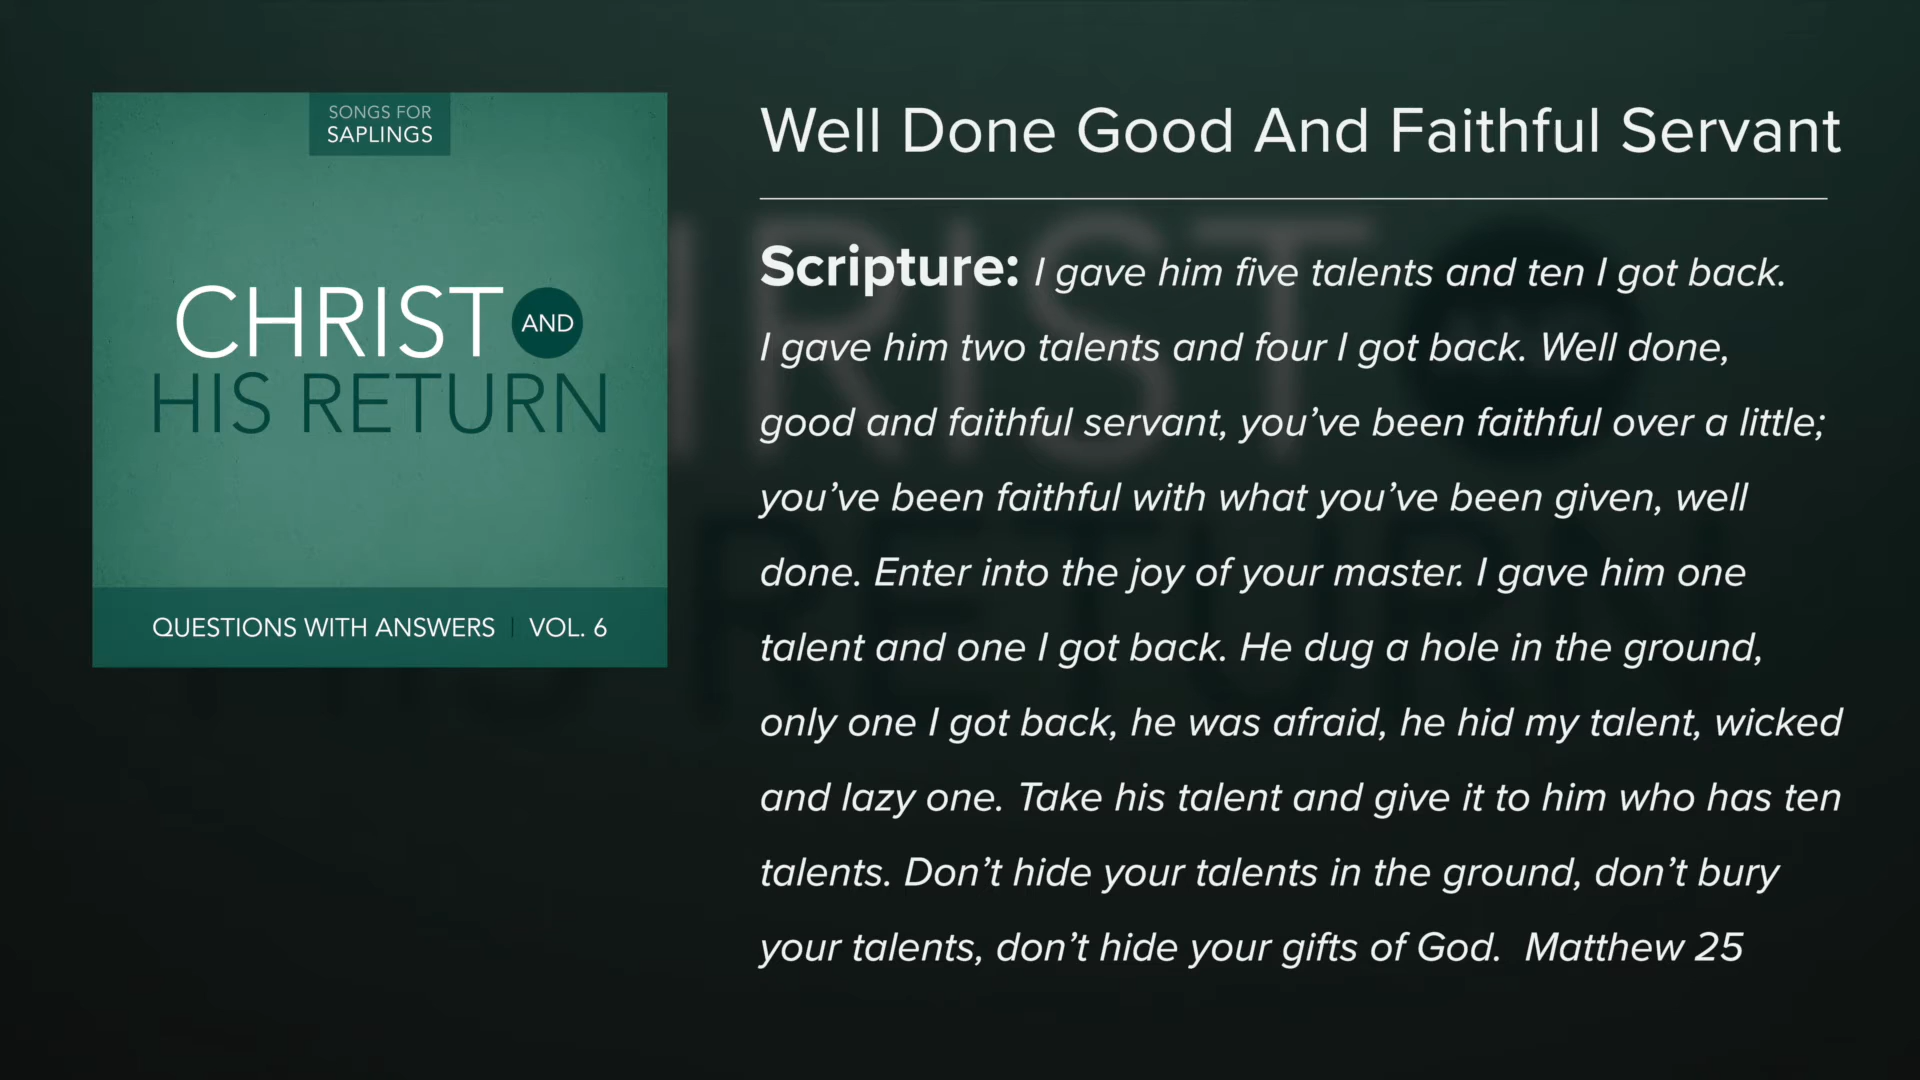 SONGS FOR
SAPLINGS
CHRIST AND
HIS RETURN
QUESTIONS WITH ANSWERS | VOL. 6
Well Done Good And Faithful Servant
Scripture: I gave him five talents and ten I got back.
I gave him two talents and four I got back. Well done,
good and faithful servant, you’ve been faithful over a little;
you’ve been faithful with what you’ve been given, well
done. Enter into the joy of your master. I gave him one
talent and one I got back. He dug a hole in the ground,
only one I got back, he was afraid, he hid my talent, wicked
and lazy one. Take his talent and give it to him who has ten
talents. Don’t hide your talents in the ground, don’t bury
your talents, don’t hide your gifts of God. Matthew 25